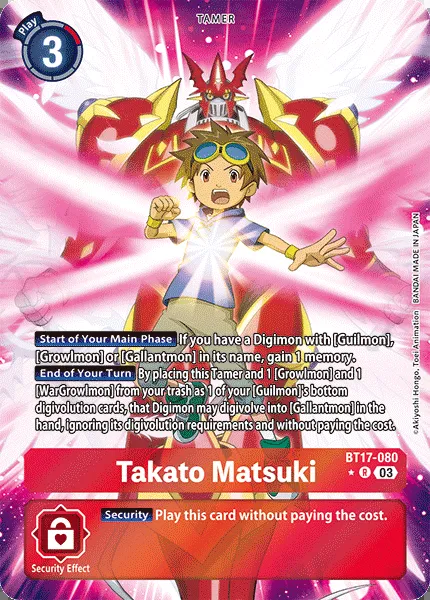 TAMER
Play
3
Start of Your Main Phase If you have a Digimon with [Guilmon],
[Growlmon] or [Gallantmon] in its name, gain 1 memory.
End of Your Turn By placing this Tamer and 1 [Growlmon] and 1
[WarGrowlmon] from your trash as 1 of your [Guilmon]'s bottom
digivolution cards, that Digimon may digivolve into [Gallantmon] in the
hand, ignoring its digivolution requirements and without paying the cost.
©Akiyoshi Hongo, Toei Animation BANDAI MADE IN JAPAN
BT17-080
Takato Matsuki
★ R 03
Security Play this card without paying the cost.
Security Effect